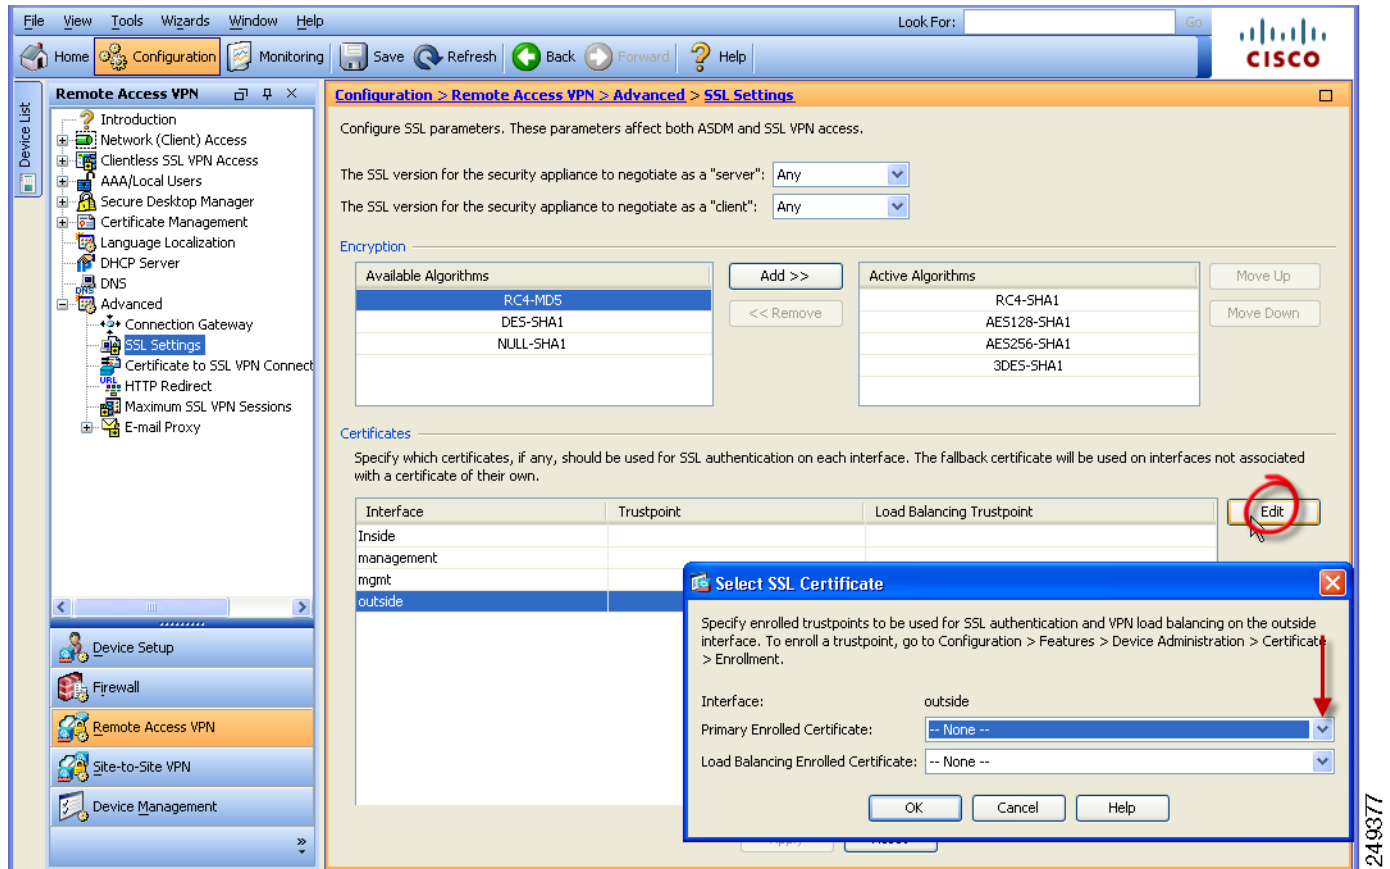 File View Tools Wizards Window Help Look For: Go
Home Configuration Monitoring Save Refresh Back Forward Help
CISCO
Device List
Remote Access VPN
Introduction
Network (Client) Access
Clientless SSL VPN Access
AAA/Local Users
Secure Desktop Manager
Certificate Management
Language Localization
DHCP Server
DNS
Advanced
Connection Gateway
SSL Settings
Certificate to SSL VPN Connect
URL
HTTP Redirect
Maximum SSL VPN Sessions
E-mail Proxy
Device Setup
Firewall
Remote Access VPN
Site-to-Site VPN
Device Management
Configuration > Remote Access VPN > Advanced > SSL Settings
Configure SSL parameters. These parameters affect both ASDM and SSL VPN access.
The SSL version for the security appliance to negotiate as a "server": Any
The SSL version for the security appliance to negotiate as a "client": Any
Encryption
Available Algorithms
RC4-MD5
DES-SHA1
NULL-SHA1
Add >>
<< Remove
Active Algorithms
RC4-SHA1
AES128-SHA1
AES256-SHA1
3DES-SHA1
Move Up
Move Down
Certificates
Specify which certificates, if any, should be used for SSL authentication on each interface. The fallback certificate will be used on interfaces not associated
with a certificate of their own.
Interface Trustpoint Load Balancing Trustpoint
Inside
management
mgmt
outside
Edit
Select SSL Certificate
Specify enrolled trustpoints to be used for SSL authentication and VPN load balancing on the outside
interface. To enroll a trustpoint, go to Configuration > Features > Device Administration > Certificate
> Enrollment.
Interface: outside
Primary Enrolled Certificate: -- None --
Load Balancing Enrolled Certificate: -- None --
OK Cancel Help
249377